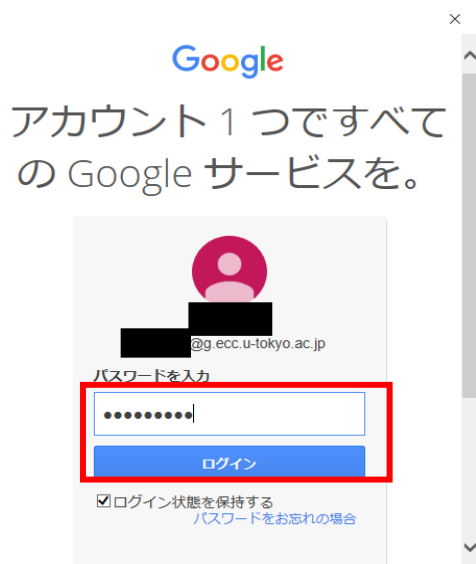 Google
アカウント 1 つですべて
の Google サービスを。
@g.ecc.u-tokyo.ac.jp
パスワードを入力
●●●●●●●●●
ログイン
ログイン状態を保持する
パスワードをお忘れの場合